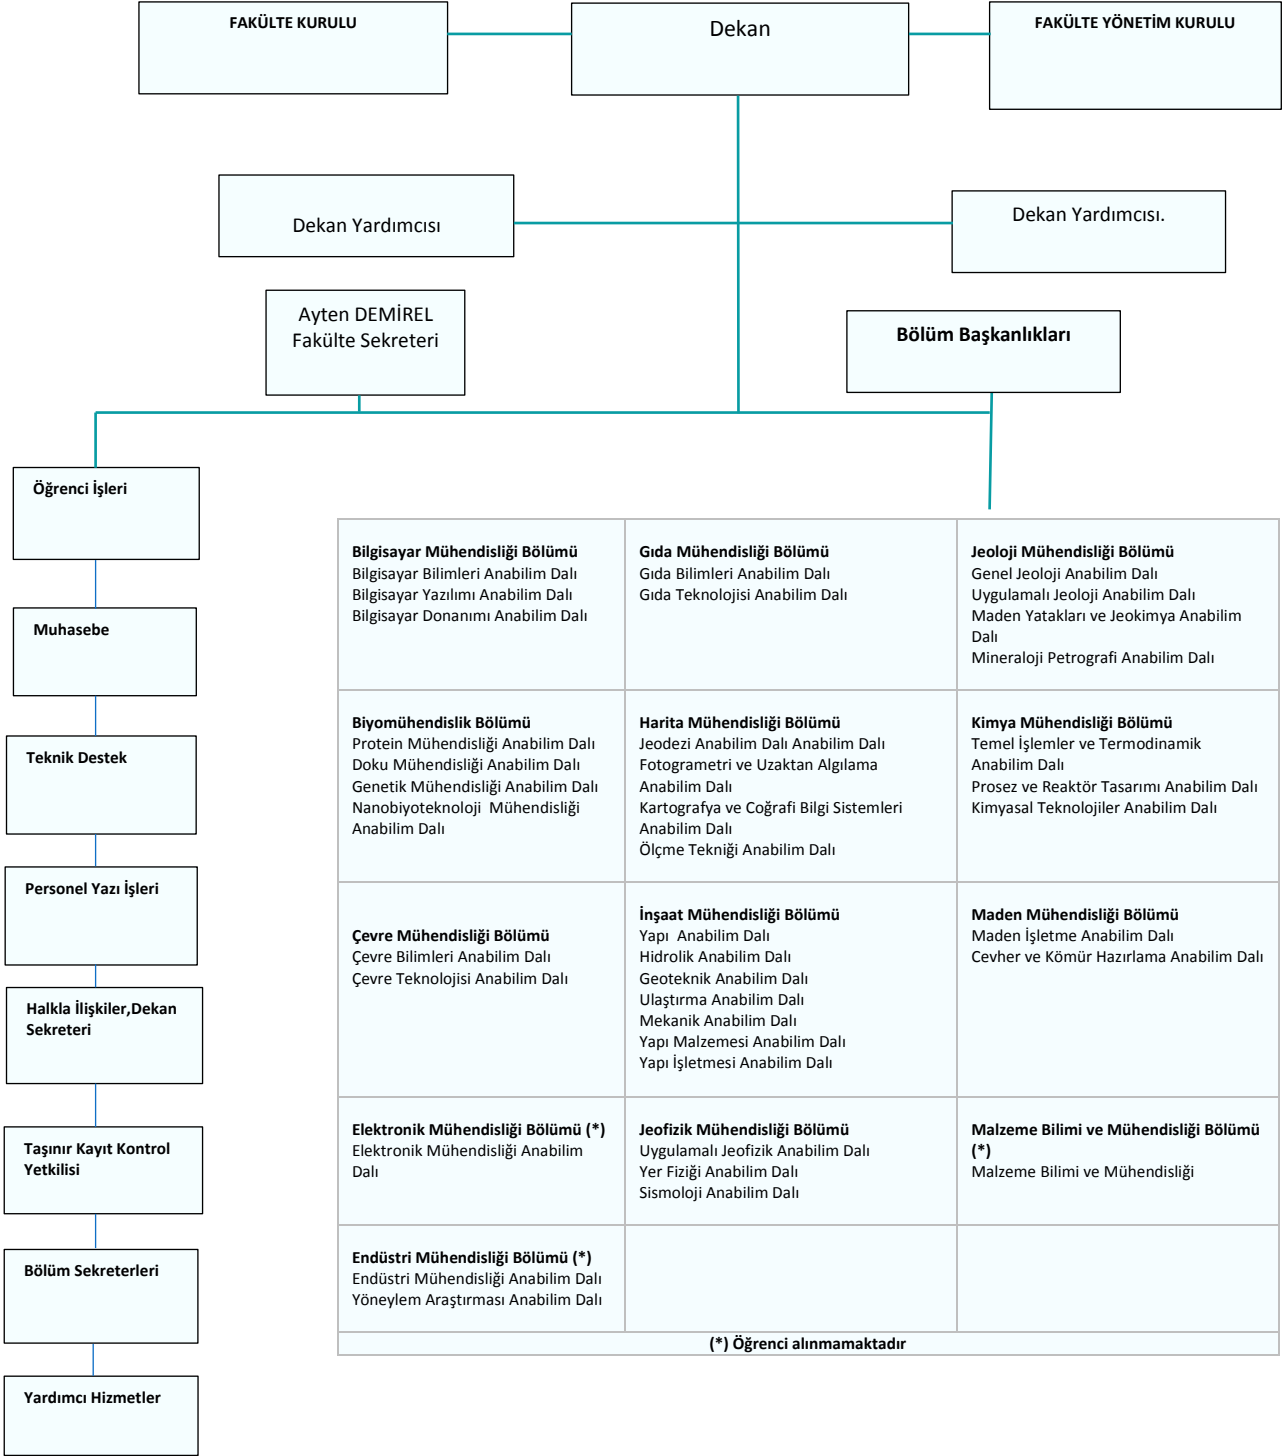 FAKÜLTE KURULU
Dekan
FAKÜLTE YÖNETİM KURULU
Dekan Yardımcısı
Dekan Yardımcısı.
Ayten DEMİREL
Fakülte Sekreteri
Bölüm Başkanlıkları
Öğrenci İşleri
Muhasebe
Teknik Destek
Personel Yazı İşleri
Halkla İlişkiler,Dekan
Sekreteri
Taşınır Kayıt Kontrol
Yetkilisi
Bölüm Sekreterleri
Yardımcı Hizmetler
Bilgisayar Mühendisliği Bölümü
Bilgisayar Bilimleri Anabilim Dalı
Bilgisayar Yazılımı Anabilim Dalı
Bilgisayar Donanımı Anabilim Dalı
Gıda Mühendisliği Bölümü
Gıda Bilimleri Anabilim Dalı
Gıda Teknolojisi Anabilim Dalı
Jeoloji Mühendisliği Bölümü
Genel Jeoloji Anabilim Dalı
Uygulamalı Jeoloji Anabilim Dalı
Maden Yatakları ve Jeokimya Anabilim
Dalı
Mineraloji Petrografi Anabilim Dalı
Biyomühendislik Bölümü
Protein Mühendisliği Anabilim Dalı
Doku Mühendisliği Anabilim Dalı
Genetik Mühendisliği Anabilim Dalı
Nanobiyoteknoloji  Mühendisliği
Anabilim Dalı
Harita Mühendisliği Bölümü
Jeodezi Anabilim Dalı Anabilim Dalı
Fotogrametri ve Uzaktan Algılama
Anabilim Dalı
Kartografya ve Coğrafi Bilgi Sistemleri
Anabilim Dalı
Ölçme Tekniği Anabilim Dalı
Kimya Mühendisliği Bölümü
Temel İşlemler ve Termodinamik
Anabilim Dalı
Prosez ve Reaktör Tasarımı Anabilim Dalı
Kimyasal Teknolojiler Anabilim Dalı
Çevre Mühendisliği Bölümü
Çevre Bilimleri Anabilim Dalı
Çevre Teknolojisi Anabilim Dalı
İnşaat Mühendisliği Bölümü
Yapı  Anabilim Dalı
Hidrolik Anabilim Dalı
Geoteknik Anabilim Dalı
Ulaştırma Anabilim Dalı
Mekanik Anabilim Dalı
Yapı Malzemesi Anabilim Dalı
Yapı İşletmesi Anabilim Dalı
Maden Mühendisliği Bölümü
Maden İşletme Anabilim Dalı
Cevher ve Kömür Hazırlama Anabilim Dalı
Elektronik Mühendisliği Bölümü (*)
Elektronik Mühendisliği Anabilim
Dalı
Jeofizik Mühendisliği Bölümü
Uygulamalı Jeofizik Anabilim Dalı
Yer Fiziği Anabilim Dalı
Sismoloji Anabilim Dalı
Malzeme Bilimi ve Mühendisliği Bölümü
(*)
Malzeme Bilimi ve Mühendisliği
Endüstri Mühendisliği Bölümü (*)
Endüstri Mühendisliği Anabilim Dalı
Yöneylem Araştırması Anabilim Dalı
(*) Öğrenci alınmamaktadır